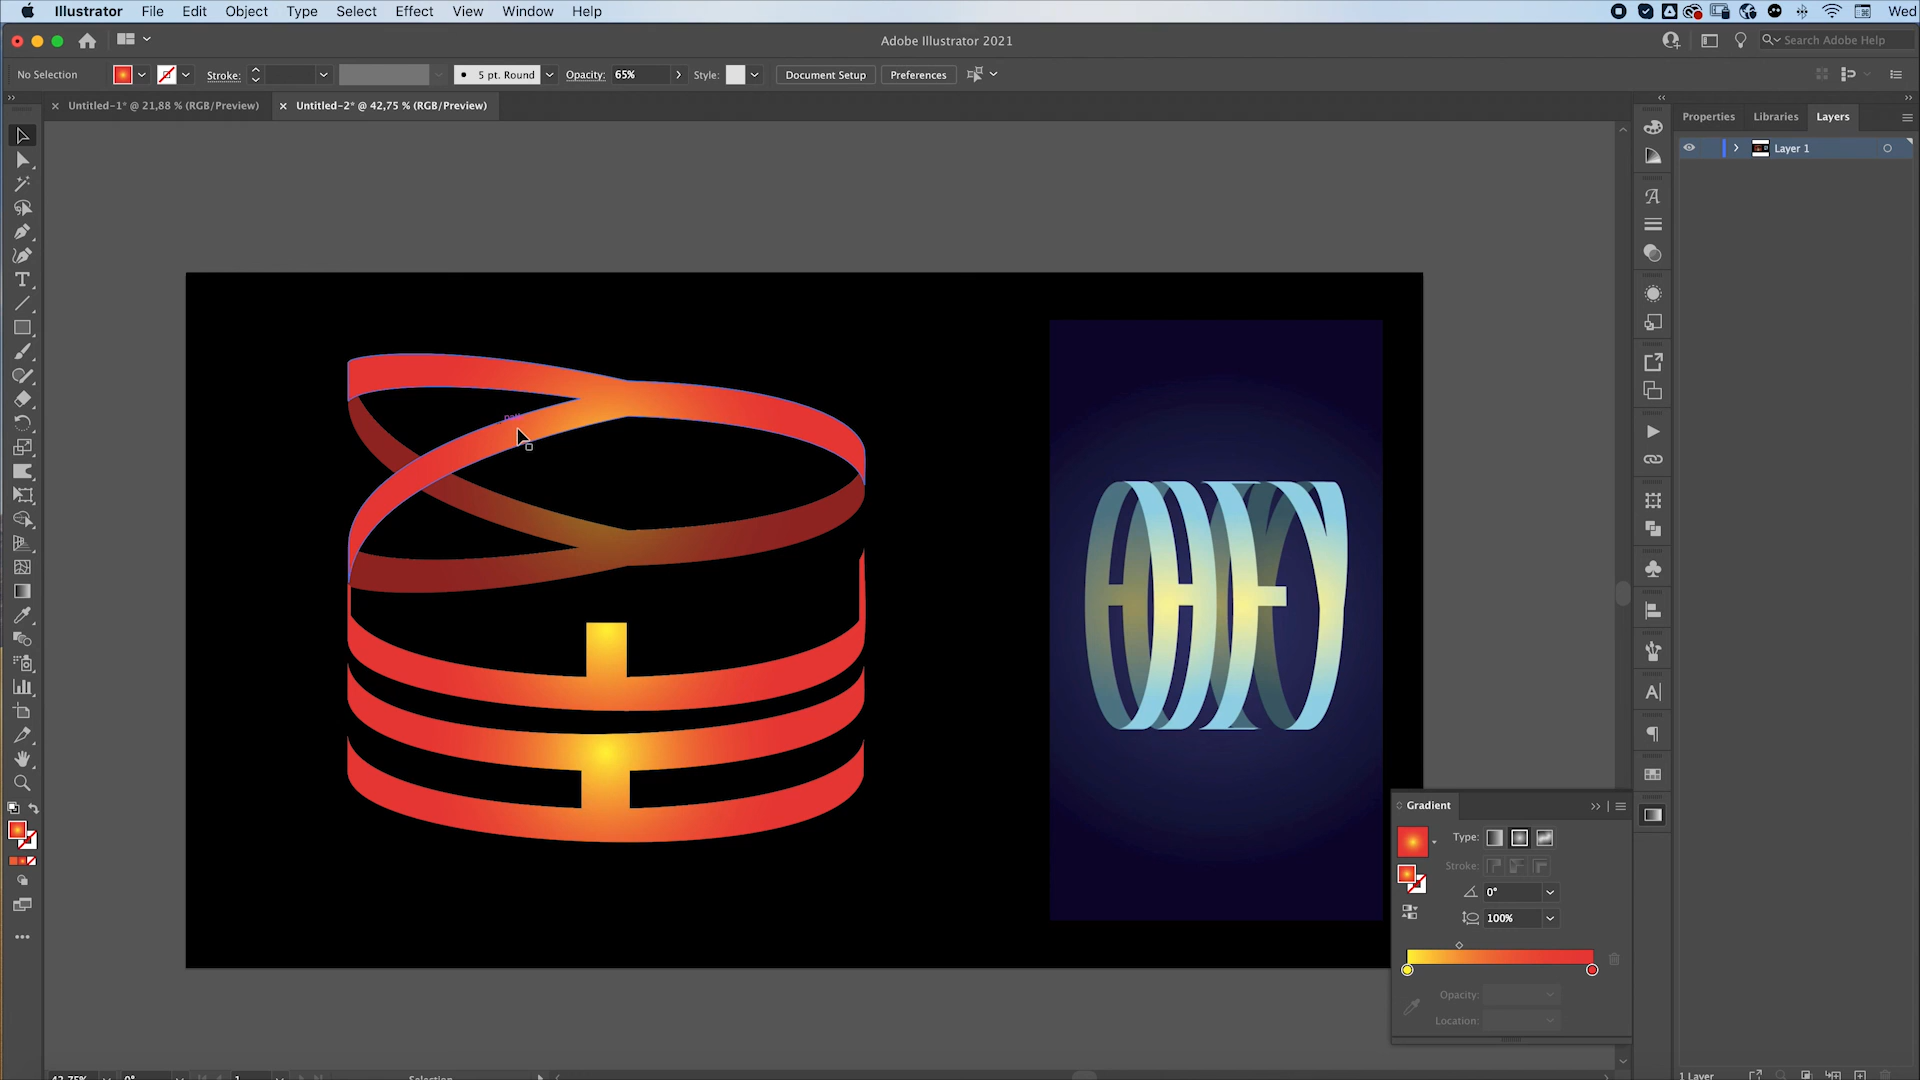 Illustrator File Edit Object Type Select Effect View Window Help Wed
Adobe Illustrator 2021
Search Adobe Help
No Selection Stroke: 5 pt. Round Opacity: 65% Style: Document Setup Preferences
Untitled-1* @ 21,88 % (RGB/Preview) Untitled-2* @ 42,75 % (RGB/Preview)
Properties Libraries Layers
Layer 1
HHFY
Gradient
Type:
Stroke:
0°
100%
Opacity:
Location:
42,75% 0° 1 Selection
1 Layer